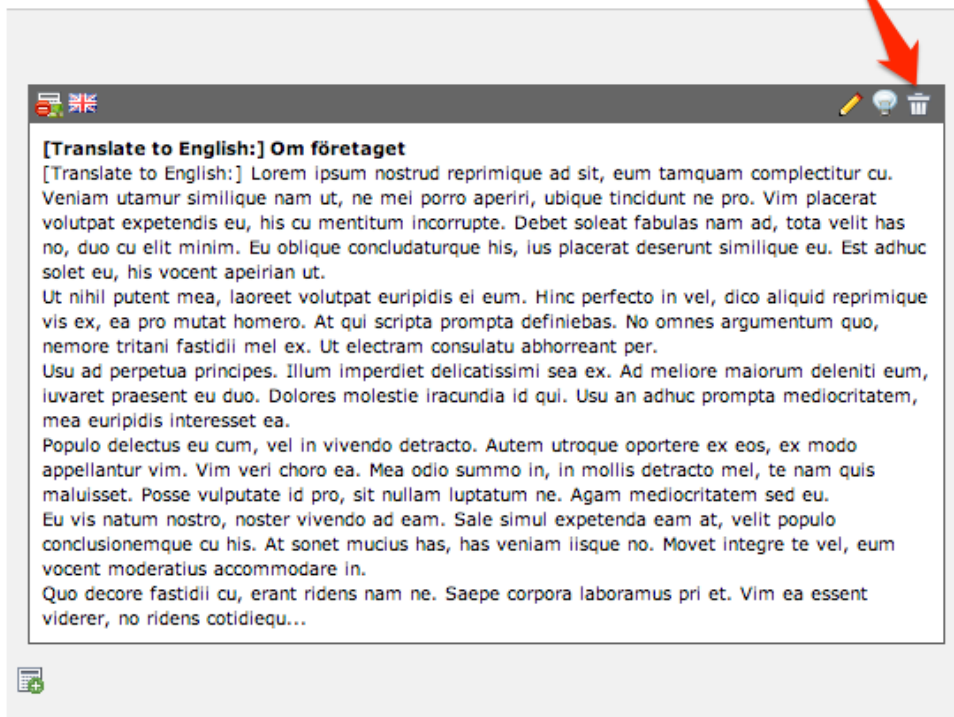 [Translate to English:] Om företaget
[Translate to English:] Lorem ipsum nostrud reprimique ad sit, eum tamquam complectitur cu.
Veniam utamur similique nam ut, ne mei porro aperiri, ubique tincidunt ne pro. Vim placerat
volutpat expetendis eu, his cu mentitum incorrupte. Debet soleat fabulas nam ad, tota velit has
no, duo cu elit minim. Eu oblique concludaturque his, ius placerat deserunt similique eu. Est adhuc
solet eu, his vocent apeirian ut.
Ut nihil putent mea, laoreet volutpat euripidis ei eum. Hinc perfecto in vel, dico aliquid reprimique
vis ex, ea pro mutat homero. At qui scripta prompta definiebas. No omnes argumentum quo,
nemore tritani fastidii mel ex. Ut electram consulatu abhorreant per.
Usu ad perpetua principes. Illum imperdiet delicatissimi sea ex. Ad meliore maiorum deleniti eum,
iuvaret praesent eu duo. Dolores molestie iracundia id qui. Usu an adhuc prompta mediocritatem,
mea euripidis interesset ea.
Populo delectus eu cum, vel in vivendo detracto. Autem utroque oportere ex eos, ex modo
appellantur vim. Vim veri choro ea. Mea odio summo in, in mollis detracto mel, te nam quis
maluisset. Posse vulputate id pro, sit nullam luptatum ne. Agam mediocritatem sed eu.
Eu vis natum nostro, noster vivendo ad eam. Sale simul expetenda eam at, velit populo
conclusionemque cu his. At sonet mucius has, has veniam iisque no. Movet integre te vel, eum
vocent moderatius accommodare in.
Quo decore fastidii cu, erant ridens nam ne. Saepe corpora laboramus pri et. Vim ea essent
viderer, no ridens cotidiequ...